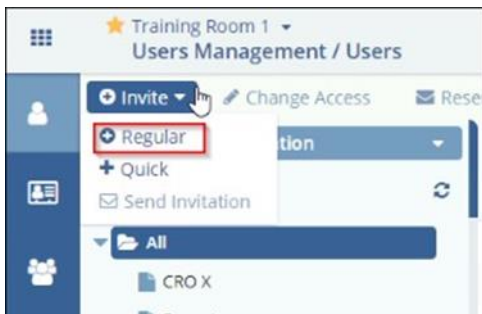 Training Room 1
Users Management / Users
Invite Change Access Rese
Regular
tion
Quick
Send Invitation
All
CRO X